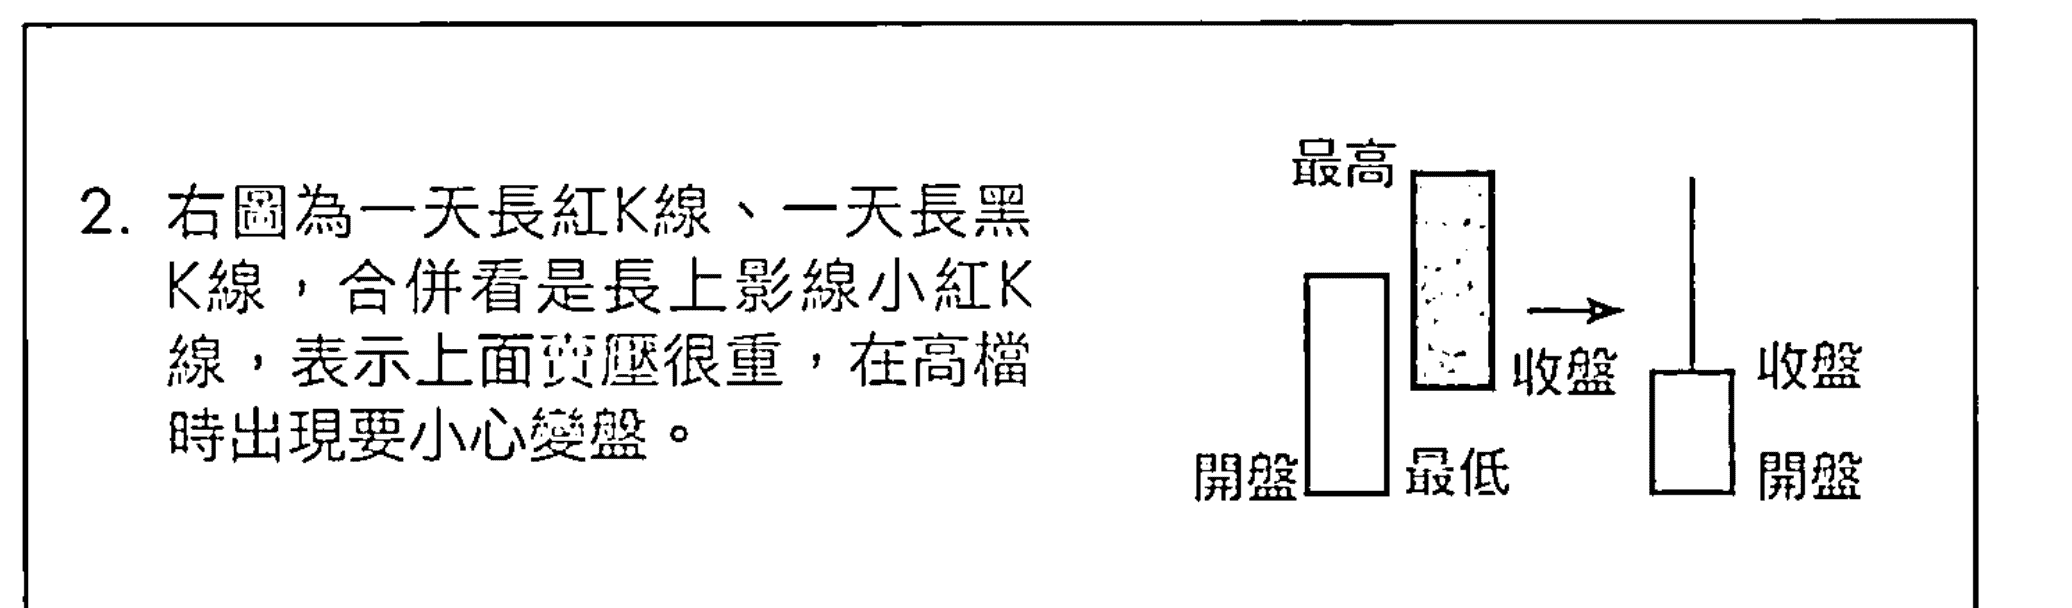 2. 右圖為一天長紅K線、一天長黑
K線，合併看是長上影線小紅K
線，表示上面賣壓很重，在高檔
時出現要小心變盤。
最高
收盤
開盤
最低
收盤
開盤